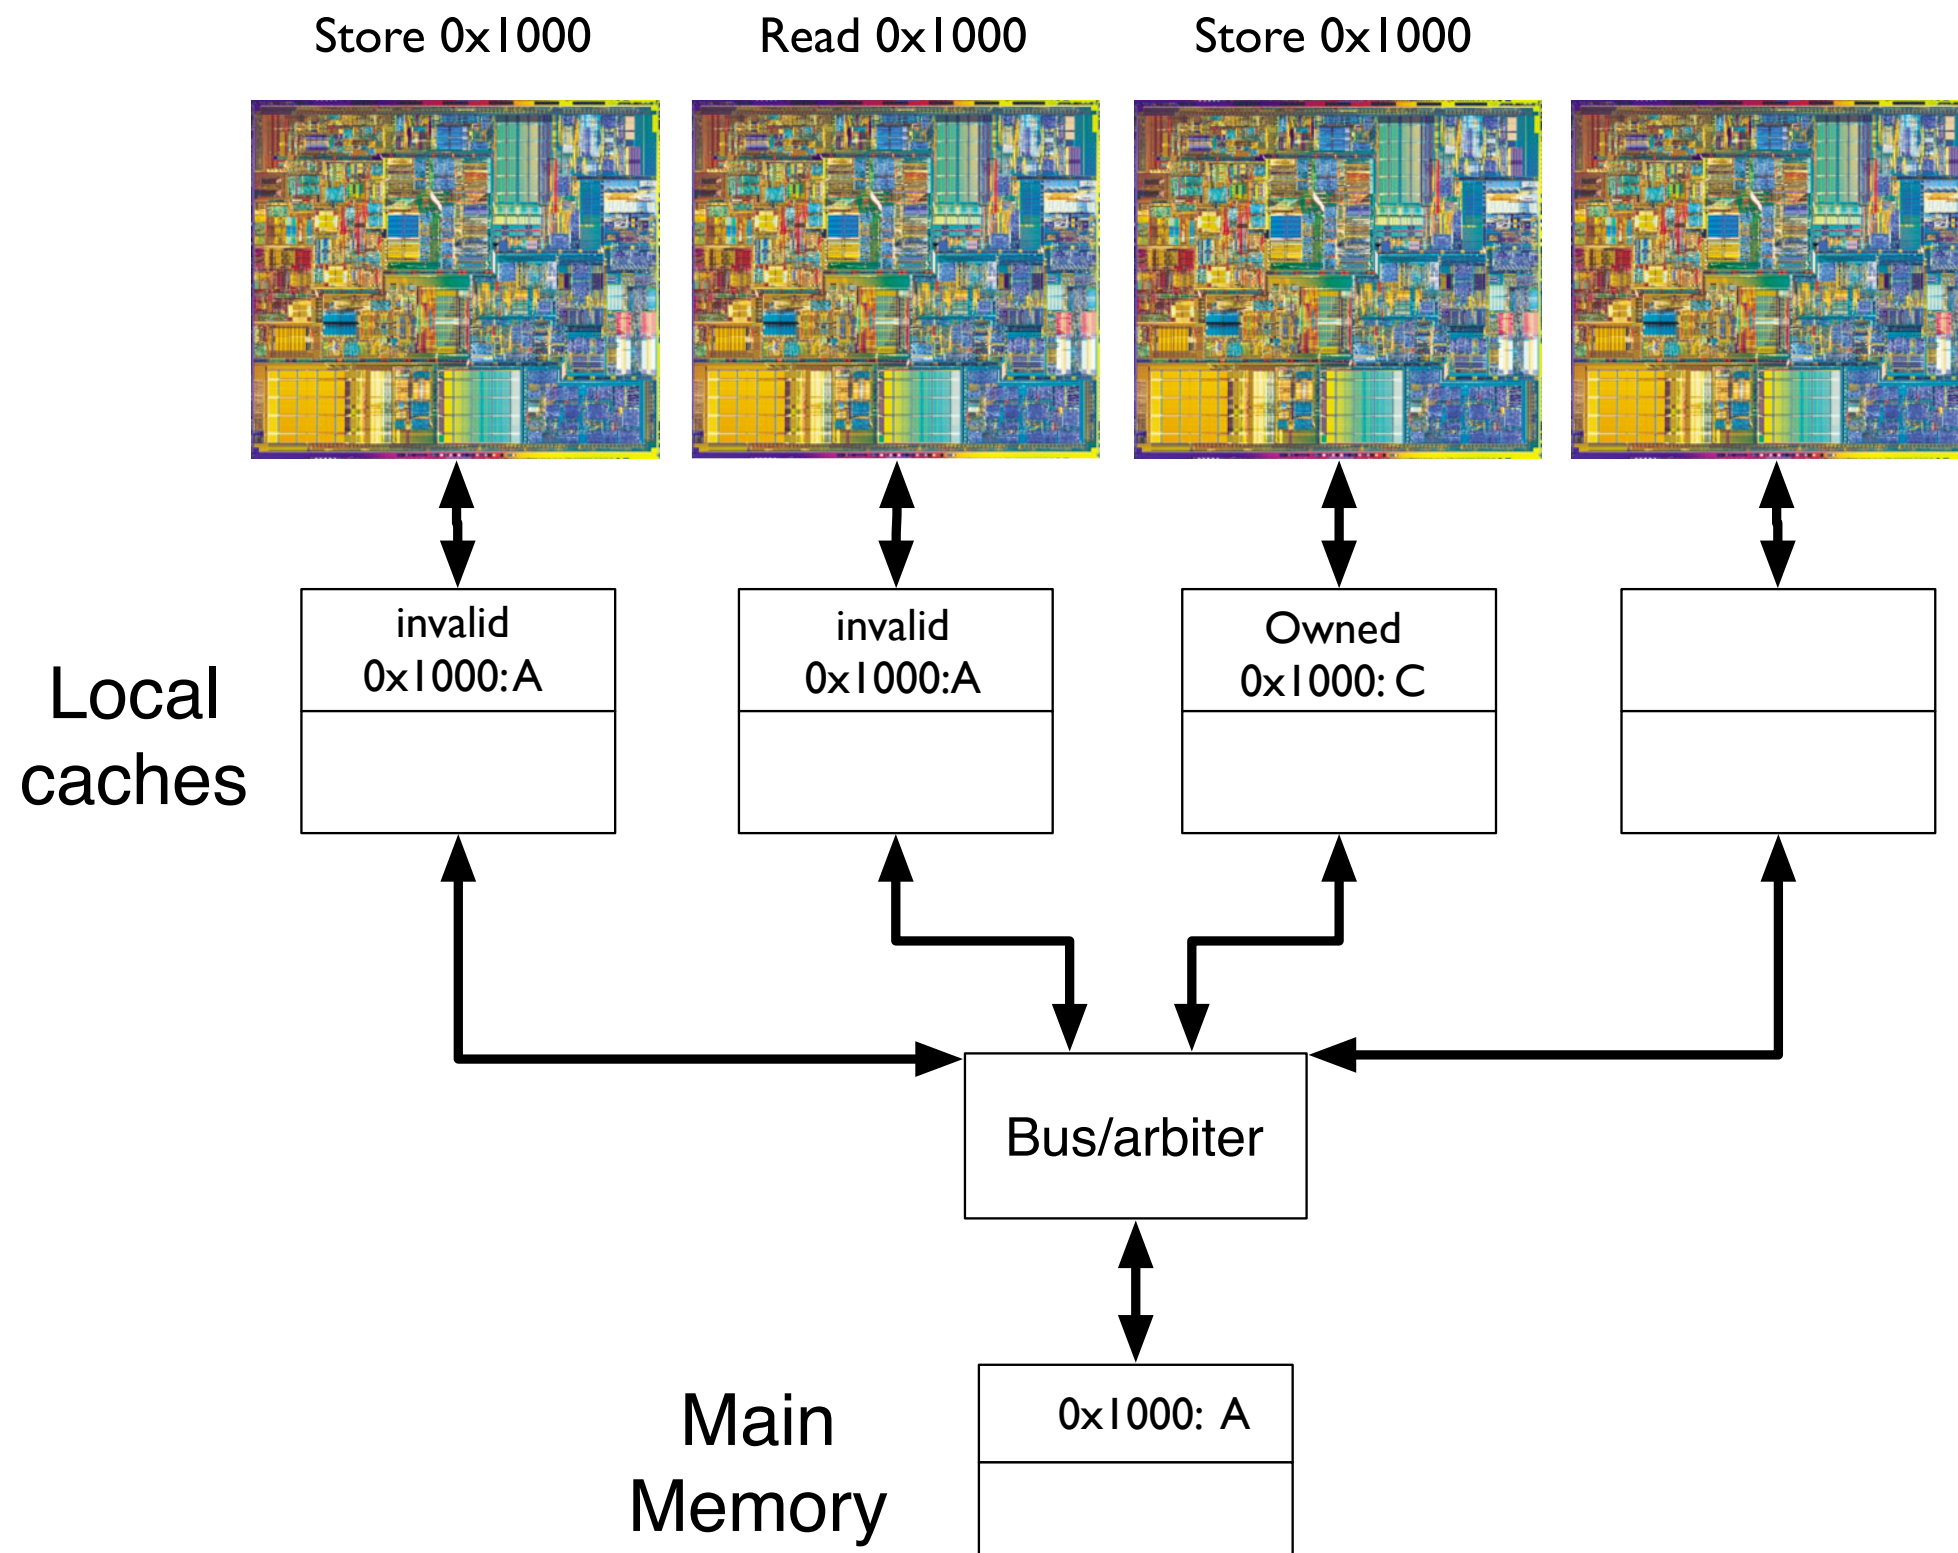 Store 0x1000
Read 0x1000
Store 0x1000
Local
caches
invalid
0x1000: A
invalid
0x1000:A
Owned
0x1000: C
Bus/arbiter
Main
Memory
0x1000: A